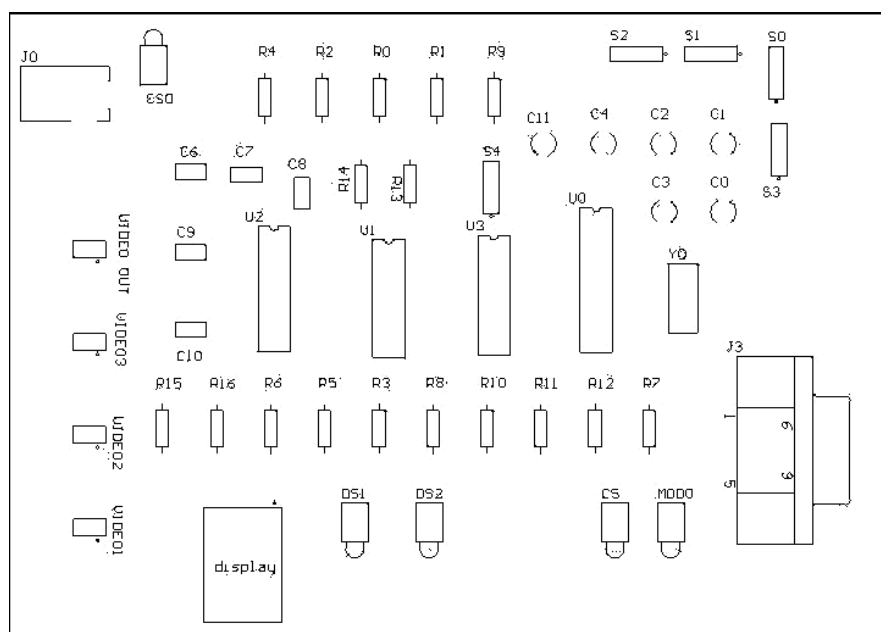 J0
DS3
R4
R2
R0
R1
R9
S2
S1
S0
C11
C4
C2
C1
C6
C7
C8
R14
R13
S4
S3
C3
C0
U2
U1
U3
U0
Y0
VIDEO OUT
C9
VIDEO3
C10
J3
R15
R16
R6
R5
R3
R8
R10
R11
R12
R7
1
6
VIDEO2
5
9
DS1
DS2
CS
MODO
VIDEO1
display